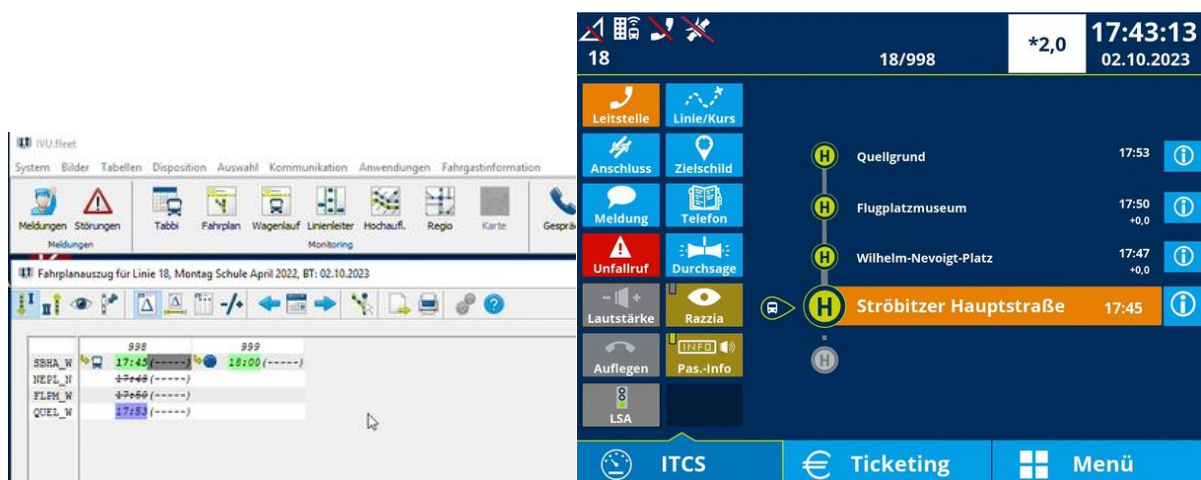 IVU.fleet
System Bilder Tabellen Disposition Auswahl Kommunikation Anwendungen Fahrgastinformation
Meldungen Störungen Tabbi Fahrplan Wagenlauf Linienleiter Hochaufl. Regio Karte
Meldungen Monitoring
Fahrplanauszug für Linie 18, Montag Schule April 2022, BT: 02.10.2023
998 999
SBHA_W 17:45(-----) 18:00(-----)
NEPL_N 17:48(-----)
FLPM_W 17:50(-----)
QUEL_W 17:53(-----)
18
18/998
*2,0
17:43:13
02.10.2023
Leitstelle Linie/Kurs
Anschluss Zielschild
Meldung Telefon
Unfallruf Durchsage
Lautstärke Razzia
INFO
Auflegen Pas.-Info
LSA
H Quellgrund 17:53
H Flugplatzmuseum 17:50
+0,0
H Wilhelm-Nevoigt-Platz 17:47
+0,0
H Ströbitzer Hauptstraße 17:45
H
ITCS € Ticketing Menü